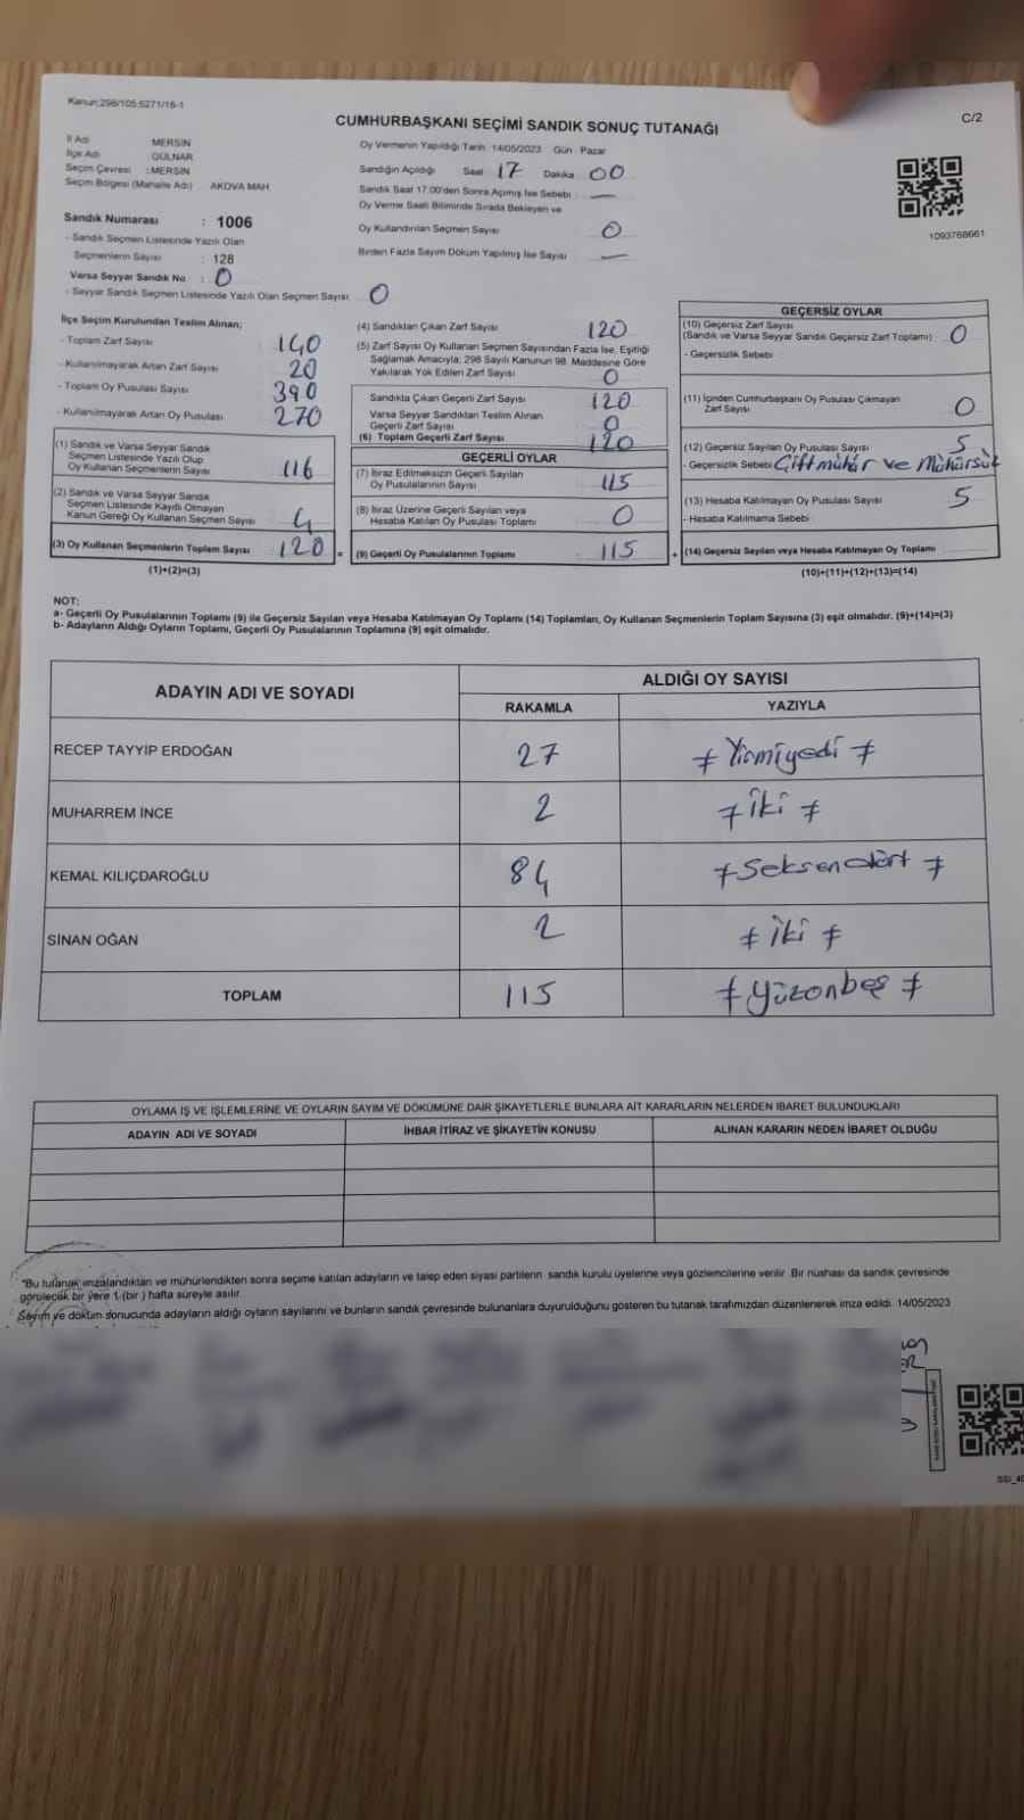 Kanun:298/105.5271/16-1
C/2
CUMHURBAŞKANI SEÇİMİ SANDIK SONUÇ TUTANAĞI
İl Adı MERSİN
İlçe Adı GÜLNAR
Seçim Çevresi :MERSİN
Seçim Bölgesi (Mahalle Adı) AKOVA MAH
Sandık Numarası : 1006
- Sandık Seçmen Listesinde Yazılı Olan
Seçmenlerin Sayısı : 128
Varsa Seyyar Sandık No : 0
- Seyyar Sandık Seçmen Listesinde Yazılı Olan Seçmen Sayısı: 0
Oy Vermenin Yapıldığı Tarih: 14/05/2023 Gün : Pazar
Sandığın Açıldığı Saat 17 Dakika 00
Sandık Saat 17.00'den Sonra Açılmış İse Sebebi : —
Oy Verme Saati Bitiminde Sırada Bekleyen ve
Oy Kullandırılan Seçmen Sayısı 0
Birden Fazla Sayım Döküm Yapılmış İse Sayısı —
1093768661
İlçe Seçim Kurulundan Teslim Alınan;
- Toplam Zarf Sayısı 140
- Kullanılmayarak Artan Zarf Sayısı 20
- Toplam Oy Pusulası Sayısı 390
- Kullanılmayarak Artan Oy Pusulası 270
(1) Sandık ve Varsa Seyyar Sandık
Seçmen Listesinde Yazılı Olup
Oy Kullanan Seçmenlerin Sayısı 116
(2) Sandık ve Varsa Seyyar Sandık
Seçmen Listesinde Kayıtlı Olmayan
Kanun Gereği Oy Kullanan Seçmen Sayısı 4
(3) Oy Kullanan Seçmenlerin Toplam Sayısı 120 =
(1)+(2)=(3)
(4) Sandıktan Çıkan Zarf Sayısı 120
(5) Zarf Sayısı Oy Kullanan Seçmen Sayısından Fazla İse, Eşitliği
Sağlamak Amacıyla; 298 Sayılı Kanunun 98. Maddesine Göre
Yakılarak Yok Edilen Zarf Sayısı 0
Sandıkta Çıkan Geçerli Zarf Sayısı 120
Varsa Seyyar Sandıktan Teslim Alınan
Geçerli Zarf Sayısı 0
(6) Toplam Geçerli Zarf Sayısı 120
GEÇERLİ OYLAR
(7) İtiraz Edilmeksizin Geçerli Sayılan
Oy Pusulalarının Sayısı 115
(8) İtiraz Üzerine Geçerli Sayılan veya
Hesaba Katılan Oy Pusulası Toplamı 0
(9) Geçerli Oy Pusulalarının Toplamı 115 +
GEÇERSİZ OYLAR
(10) Geçersiz Zarf Sayısı
(Sandık ve Varsa Seyyar Sandık Geçersiz Zarf Toplamı) 0
- Geçersizlik Sebebi
(11) İçinden Cumhurbaşkanı Oy Pusulası Çıkmayan
Zarf Sayısı 0
(12) Geçersiz Sayılan Oy Pusulası Sayısı 5
- Geçersizlik Sebebi Çiftmühür ve Mühürsüz
(13) Hesaba Katılmayan Oy Pusulası Sayısı 5
- Hesaba Katılmama Sebebi
(14) Geçersiz Sayılan veya Hesaba Katılmayan Oy Toplamı
(10)+(11)+(12)+(13)=(14)
NOT:
a- Geçerli Oy Pusulalarının Toplamı (9) ile Geçersiz Sayılan veya Hesaba Katılmayan Oy Toplamı (14) Toplamları, Oy Kullanan Seçmenlerin Toplam Sayısına (3) eşit olmalıdır. (9)+(14)=(3)
b- Adayların Aldığı Oyların Toplamı, Geçerli Oy Pusulalarının Toplamına (9) eşit olmalıdır.
ADAYIN ADI VE SOYADI
ALDIĞI OY SAYISI
RAKAMLA YAZIYLA
RECEP TAYYİP ERDOĞAN 27 ≠ Yirmiyedi ≠
MUHARREM İNCE 2 ≠ İki ≠
KEMAL KILIÇDAROĞLU 84 ≠ Seksendört ≠
SİNAN OĞAN 2 ≠ İki ≠
TOPLAM 115 ≠ Yüzonbeş ≠
OYLAMA İŞ VE İŞLEMLERİNE VE OYLARIN SAYIM VE DÖKÜMÜNE DAİR ŞİKAYETLERLE BUNLARA AİT KARARLARIN NELERDEN İBARET BULUNDUKLARI
ADAYIN ADI VE SOYADI İHBAR İTİRAZ VE ŞİKAYETİN KONUSU ALINAN KARARIN NEDEN İBARET OLDUĞU
"Bu tutanak imzalandıktan ve mühürlendikten sonra seçime katılan adayların ve talep eden siyasi partilerin sandık kurulu üyelerine veya gözlemcilerine verilir. Bir nüshası da sandık çevresinde
görülecek bir yere 1 (bir ) hafta süreyle asılır.
Sayım ve döküm sonucunda adayların aldığı oyların sayılarını ve bunların sandık çevresinde bulunanlara duyurulduğunu gösteren bu tutanak tarafımızdan düzenlenerek imza edildi. 14/05/2023